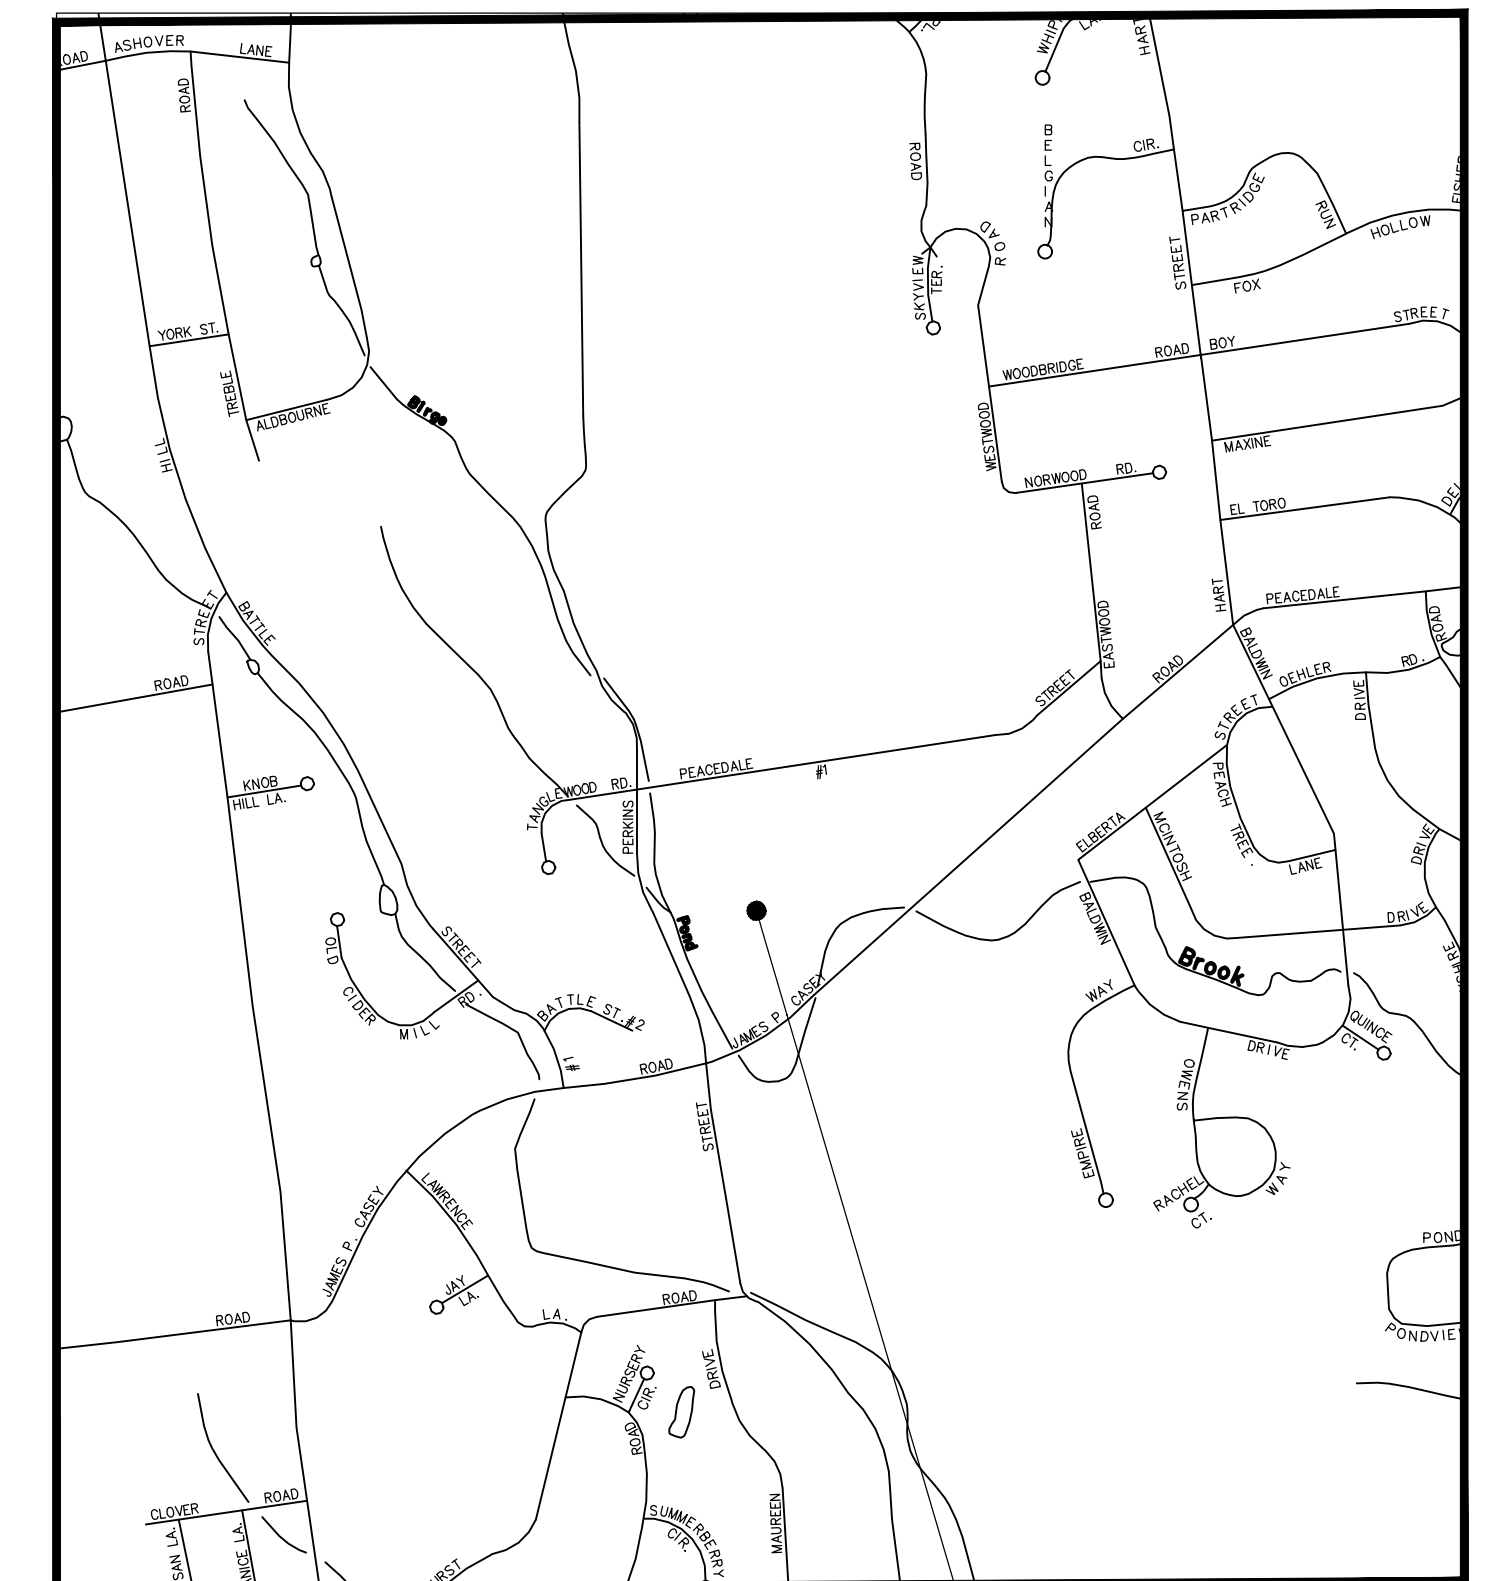 ASHOVER LANE
ROAD
PL.
ROAD
BELGIAN CIR.
PARTRIDGE RUN
STREET
FOX HOLLOW
SKYVIEW TER.
ROAD
YORK ST.
TREBLE
ALDBOURNE
Birge
HILL
WOODBRIDGE ROAD
BOY STREET
WESTWOOD
MAXINE
NORWOOD RD.
ROAD
EL TORO
EASTWOOD
HART
PEACEDALE
ROAD
STREET
BATTLE
ROAD
STREET
ROAD
BALDWIN
OEHLER RD.
DRIVE
STREET
KNOB
HILL LA.
TANGLEWOOD RD.
PEACEDALE
#1
PERKINS
PEACH TREE.
LANE
ELBERTA
MCINTOSH
DRIVE
DRIVE
BALDWIN
Pond
Brook
STREET
OLD CIDER MILL RD.
BATTLE ST.#2
#1
JAMES P. CASEY
ROAD
WAY
QUINCE
CT.
DRIVE
OWENS
STREET
EMPIRE
RACHEL
CT.
WAY
LAWRENCE
JAMES P. CASEY
JAY
LA.
LA.
ROAD
ROAD
PONDVIE
POND
NURSERY
CIR.
DRIVE
ROAD
CLOVER ROAD
SUMMERBERRY
CIR.
MAUREEN